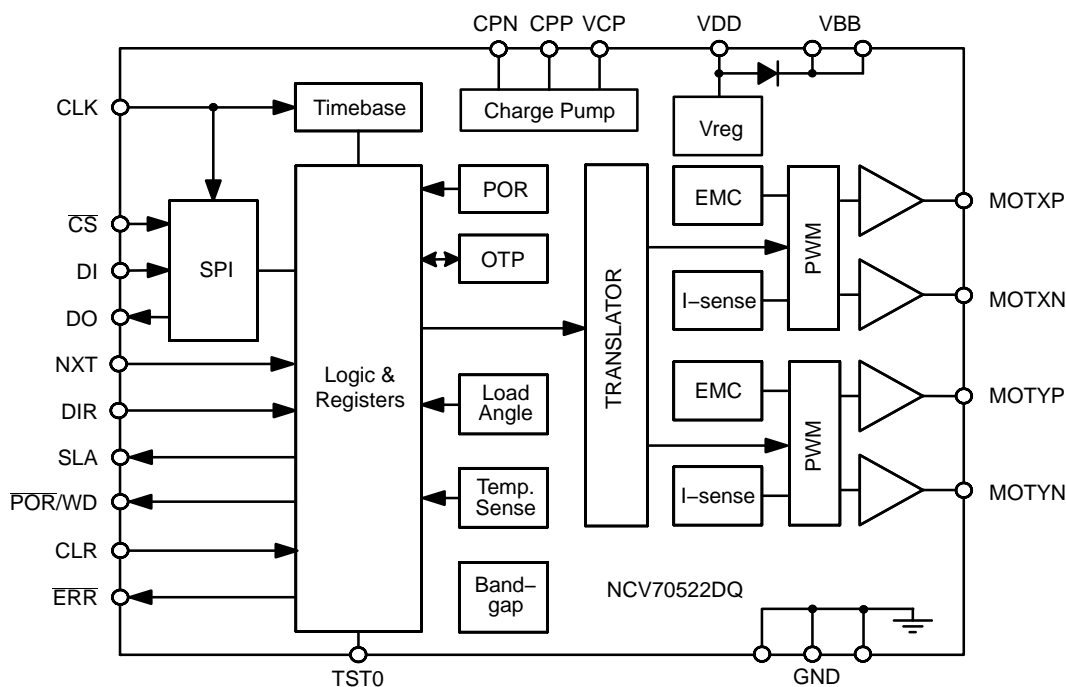 CPN CPP VCP VDD VBB
CLK
Timebase
Charge Pump
Vreg
CS
DI
DO
SPI
NXT
DIR
SLA
POR/WD
CLR
ERR
Logic &
Registers
POR
OTP
Load
Angle
Temp.
Sense
Band–
gap
TRANSLATOR
EMC
I–sense
PWM
EMC
I–sense
PWM
MOTXP
MOTXN
MOTYP
MOTYN
NCV70522DQ
TST0
GND